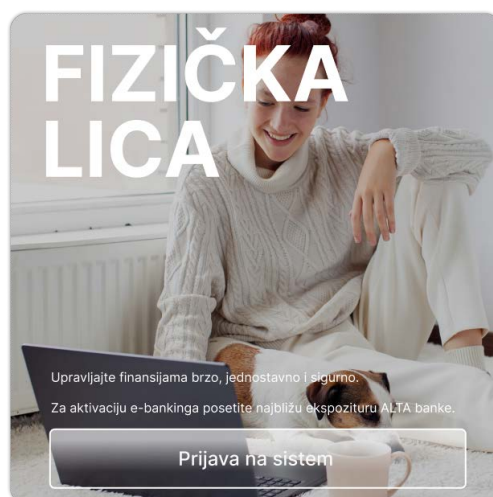 FIZIČKA
LICA
Upravljajte finansijama brzo, jednostavno i sigurno.
Za aktivaciju e-bankinga posetite najbližu ekspozituru ALTA banke.
Prijava na sistem